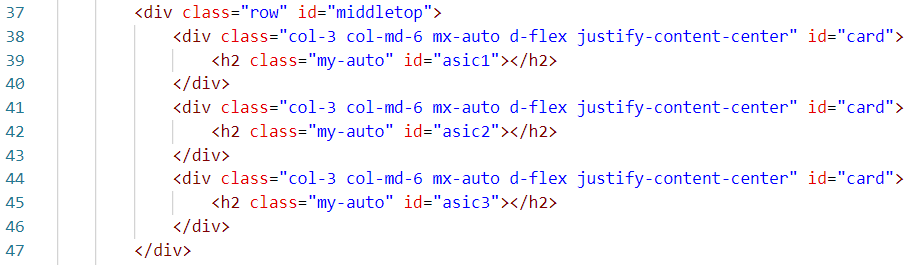 37 <div class="row" id="middletop">
38 <div class="col-3 col-md-6 mx-auto d-flex justify-content-center" id="card">
39 <h2 class="my-auto" id="asic1"></h2>
40 </div>
41 <div class="col-3 col-md-6 mx-auto d-flex justify-content-center" id="card">
42 <h2 class="my-auto" id="asic2"></h2>
43 </div>
44 <div class="col-3 col-md-6 mx-auto d-flex justify-content-center" id="card">
45 <h2 class="my-auto" id="asic3"></h2>
46 </div>
47 </div>